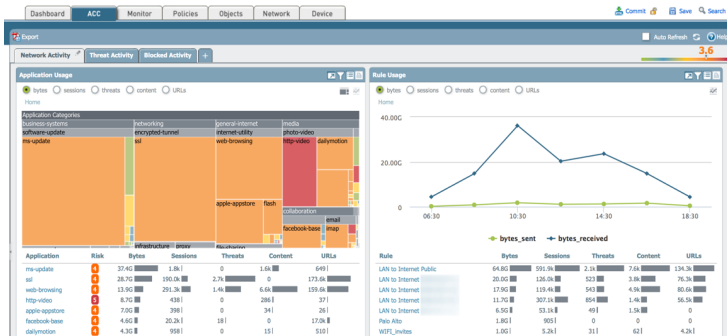 Dashboard ACC Monitor Policies Objects Network Device
Commit Save Search
Export
Auto Refresh Help
Network Activity Threat Activity Blocked Activity +
3.6
Application Usage
bytes sessions threats content URLs
Home
Application Categories
business-systems networking general-internet media
software-update encrypted-tunnel internet-utility photo-video
ms-update ssl web-browsing http-video dailymotion
apple-appstore flash
collaboration
email
facebook-base imap
infrastructure proxy file-sharing
Application Risk Bytes Sessions Threats Content URLs
ms-update 4 37.4G 1.8k 0 1.6k 649
ssl 4 28.7G 190.0k 2.7k 0 173.6k
web-browsing 4 13.9G 291.3k 1.4k 6.6k 159.6k
http-video 5 8.7G 438 0 286 37
apple-appstore 4 7.0G 398 0 34 26
facebook-base 4 4.6G 20.2k 18 0 17.0k
dailymotion 4 4.3G 958 0 15 510
Rule Usage
bytes sessions threats content URLs
Home
40.00G
20.00G
0
06:30 10:30 14:30 18:30
bytes_sent bytes_received
Rule Bytes Sessions Threats Content URLs
LAN to Internet Public 64.8G 591.9k 2.1k 7.6k 134.3k
LAN to Internet 20.0G 126.0k 523 3.8k 76.3k
LAN to Internet 17.9G 119.4k 543 4.9k 80.6k
LAN to Internet 11.7G 307.1k 854 1.4k 56.5k
LAN to Internet 6.5G 53.1k 49 0 1.5k
Palo Alto 1.8G 905 0 0 0
WIFI_Invites 1.0G 5.2k 31 62 4.2k